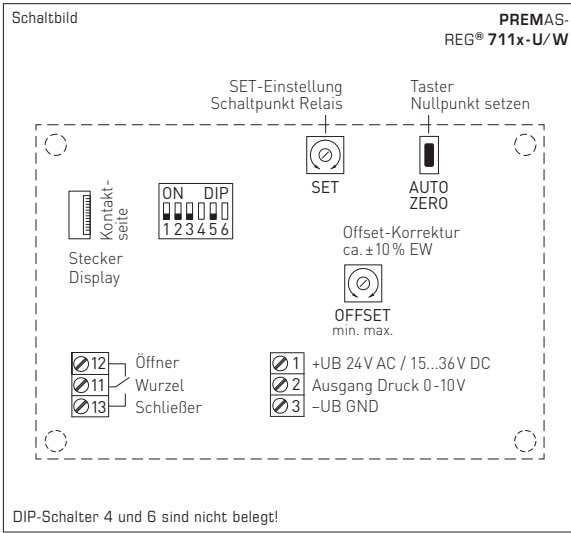 Schaltbild
PREMAS-
REG® 711x-U/W
SET-Einstellung
Schaltpunkt Relais
Taster
Nullpunkt setzen
SET
AUTO
ZERO
Kontakt-
seite
ON DIP
1 2 3 4 5 6
Stecker
Display
Offset-Korrektur
ca. ±10 % EW
OFFSET
min. max.
12 Öffner
11 Wurzel
13 Schließer
1 +UB 24V AC / 15...36V DC
2 Ausgang Druck 0-10V
3 –UB GND
DIP-Schalter 4 und 6 sind nicht belegt!